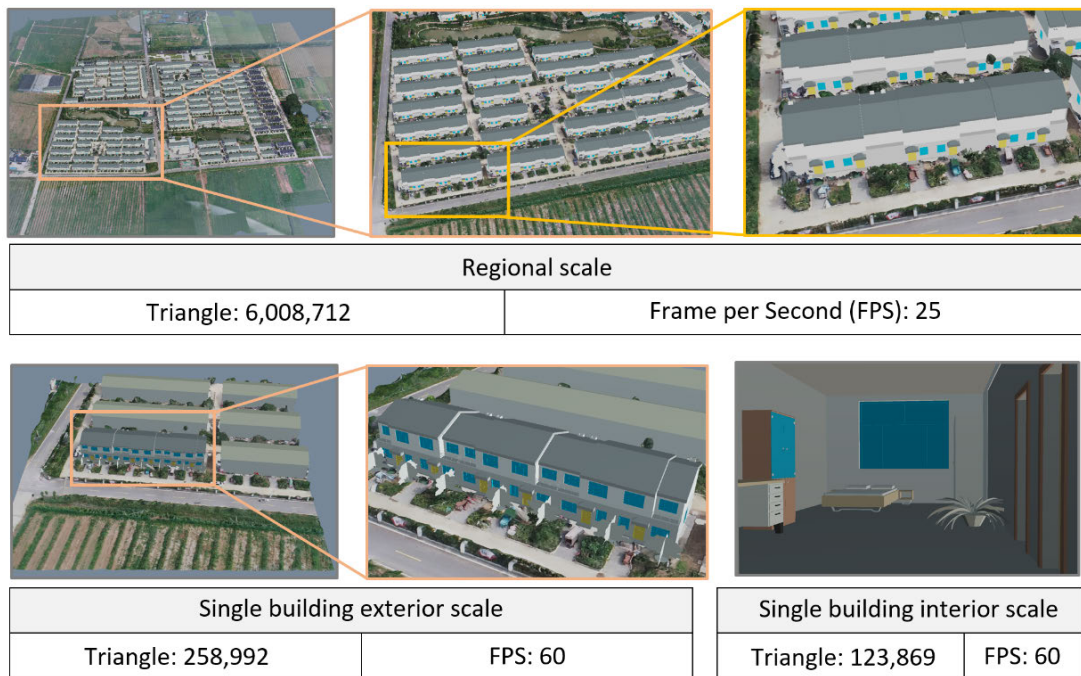 Regional scale
Triangle: 6,008,712
Frame per Second (FPS): 25
Single building exterior scale
Triangle: 258,992
FPS: 60
Single building interior scale
Triangle: 123,869
FPS: 60